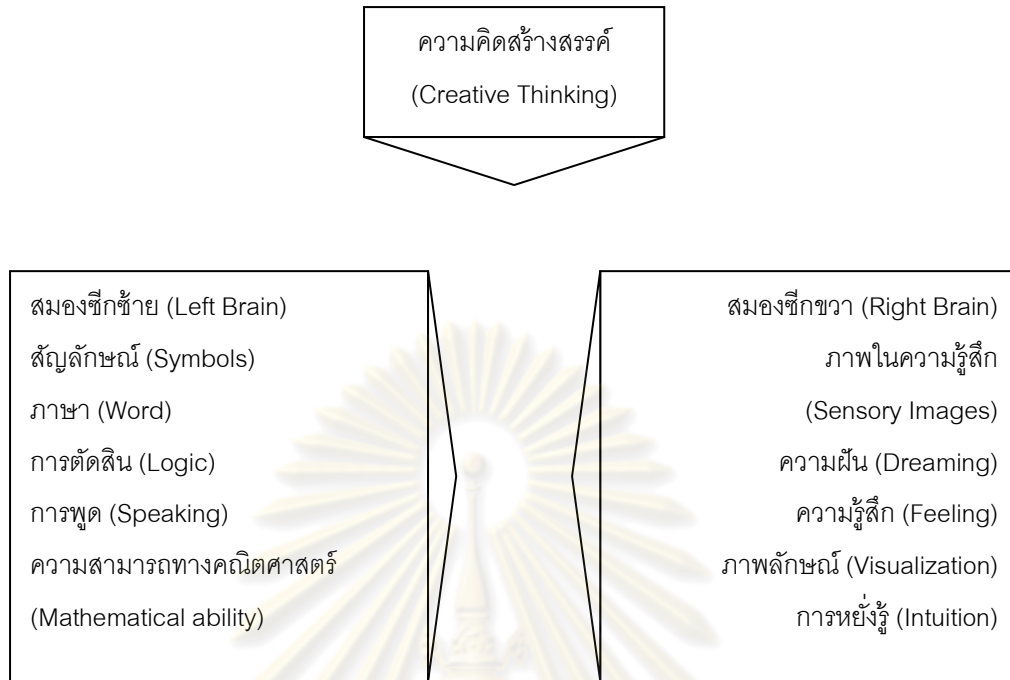 ความคิดสร้างสรรค์
(Creative Thinking)
สมองซีกซ้าย (Left Brain)
สัญลักษณ์ (Symbols)
ภาษา (Word)
การตัดสิน (Logic)
การพูด (Speaking)
ความสามารถทางคณิตศาสตร์
(Mathematical ability)
สมองซีกขวา (Right Brain)
ภาพในความรู้สึก
(Sensory Images)
ความฝัน (Dreaming)
ความรู้สึก (Feeling)
ภาพลักษณ์ (Visualization)
การหยั่งรู้ (Intuition)